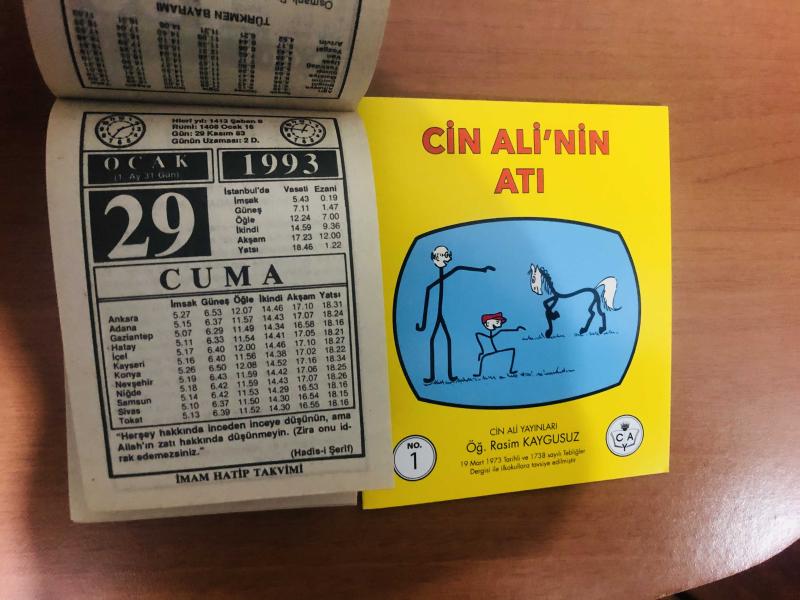 Osmanlı
TÜRKMEN BAYRAMI
Hicri yıl: 1413 Şaban 6
Rumi: 1408 Ocak 16
Gün: 29 Kasım 83
Günün Uzaması: 2 D.
OCAK
(1. Ay 31 Gün)
1993
29
İstanbul'da Vasati Ezani
İmsak 5.43 0.19
Güneş 7.11 1.47
Öğle 12.24 7.00
İkindi 14.59 9.36
Akşam 17.23 12.00
Yatsı 18.46 1.22
CUMA
İmsak Güneş Öğle İkindi Akşam Yatsı
Ankara 5.27 6.53 12.07 14.46 17.10 18.31
Adana 5.15 6.37 11.57 14.43 17.07 18.24
Gaziantep 5.07 6.29 11.49 14.34 16.58 18.16
Hatay 5.11 6.33 11.54 14.41 17.05 18.21
İçel 5.17 6.40 12.00 14.46 17.10 18.27
Kayseri 5.16 6.40 11.56 14.38 17.02 18.22
Konya 5.26 6.50 12.08 14.52 17.16 18.34
Nevşehir 5.19 6.43 11.59 14.42 17.06 18.25
Niğde 5.18 6.42 11.59 14.43 17.07 18.26
Samsun 5.14 6.42 11.53 14.29 16.53 18.16
Sivas 5.10 6.37 11.50 14.30 16.54 18.15
Tokat 5.13 6.39 11.52 14.30 16.55 18.16
"Herşey hakkında inceden inceye düşünün, ama
Allah'ın zatı hakkında düşünmeyin. (Zira onu id-
rak edemezsiniz."
(Hadis-i Şerif)
İMAM HATİP TAKVİMİ
CİN ALİ'NİN
ATI
CİN ALİ YAYINLARI
Öğ. Rasim KAYGUSUZ
19 Mart 1973 Tarihli ve 1738 sayılı Tebliğler
Dergisi ile ilkokullara tavsiye edilmiştir
NO.
1
C A
Y